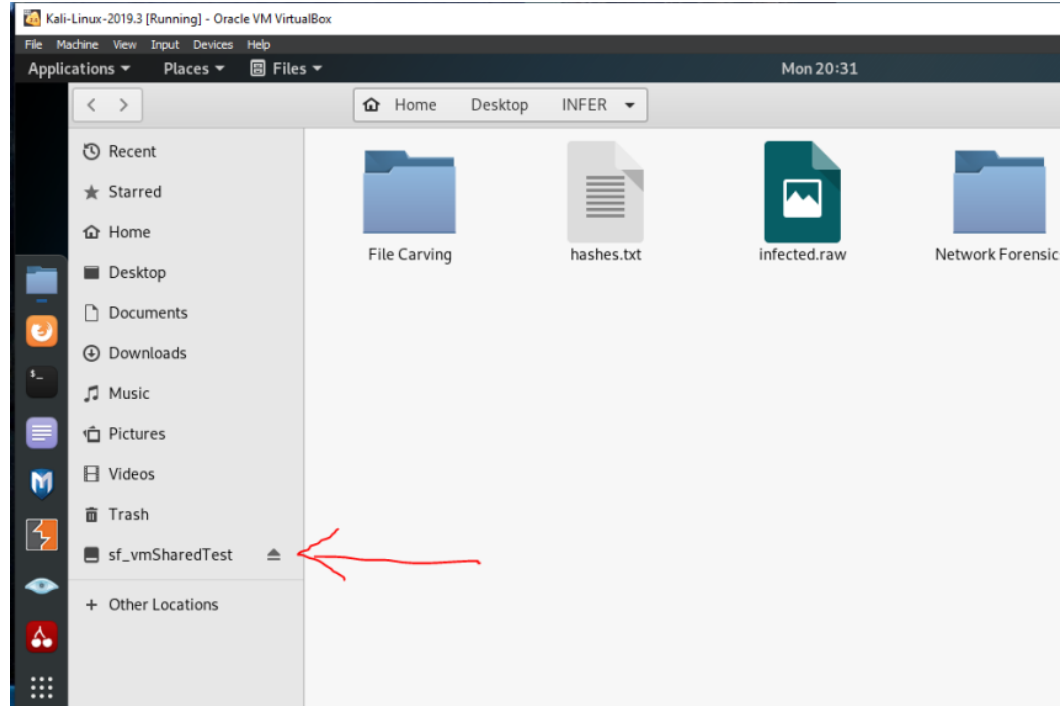 Kali-Linux-2019.3 [Running] - Oracle VM VirtualBox
File Machine View Input Devices Help
Applications Places Files Mon 20:31
Home Desktop INFER
Recent
Starred
Home
Desktop
Documents
Downloads
Music
Pictures
Videos
Trash
sf_vmSharedTest
+ Other Locations
File Carving hashes.txt infected.raw Network Forensic
$_